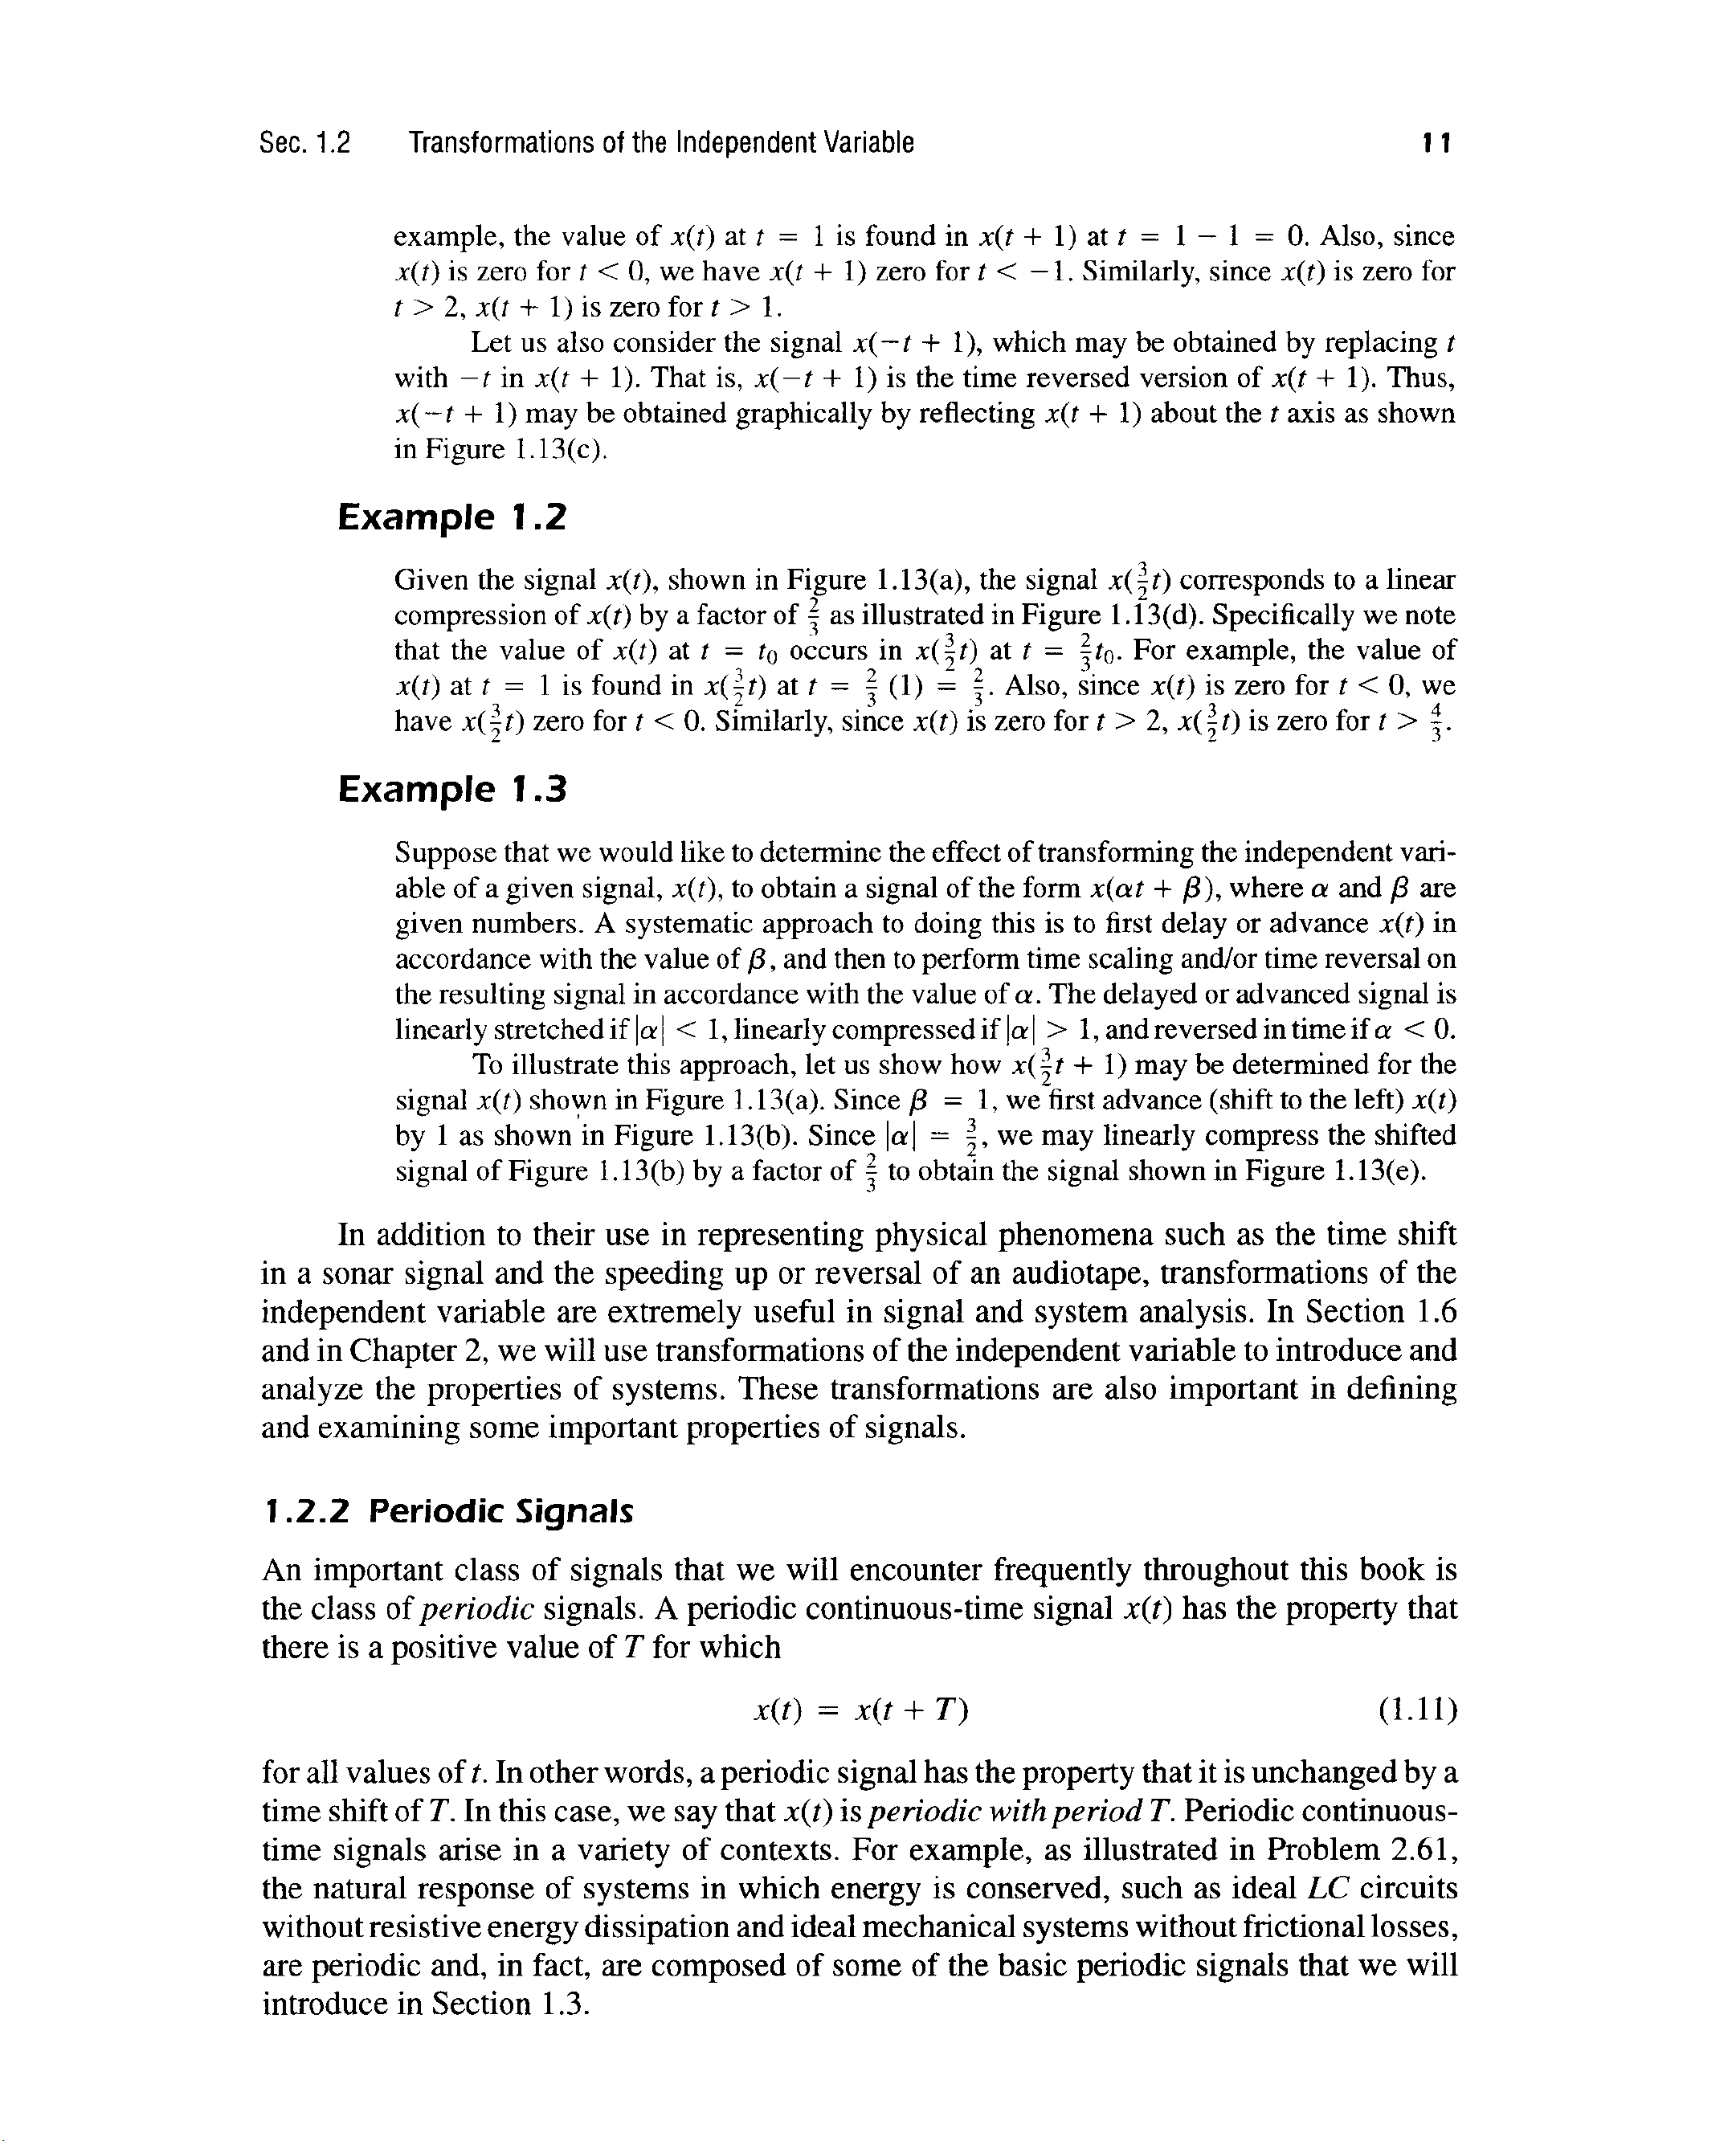 Sec. 1.2 Transformations of the Independent Variable 11
example, the value of x(t) at t = 1 is found in x(t + 1) at t = 1 − 1 = 0. Also, since
x(t) is zero for t < 0, we have x(t + 1) zero for t < −1. Similarly, since x(t) is zero for
t > 2, x(t + 1) is zero for t > 1.
Let us also consider the signal x(−t + 1), which may be obtained by replacing t
with −t in x(t + 1). That is, x(−t + 1) is the time reversed version of x(t + 1). Thus,
x(−t + 1) may be obtained graphically by reflecting x(t + 1) about the t axis as shown
in Figure 1.13(c).
Example 1.2
Given the signal x(t), shown in Figure 1.13(a), the signal x(3/2 t) corresponds to a linear
compression of x(t) by a factor of 2/3 as illustrated in Figure 1.13(d). Specifically we note
that the value of x(t) at t = t₀ occurs in x(3/2 t) at t = 2/3 t₀. For example, the value of
x(t) at t = 1 is found in x(3/2 t) at t = 2/3 (1) = 2/3. Also, since x(t) is zero for t < 0, we
have x(3/2 t) zero for t < 0. Similarly, since x(t) is zero for t > 2, x(3/2 t) is zero for t > 4/3.
Example 1.3
Suppose that we would like to determine the effect of transforming the independent vari-
able of a given signal, x(t), to obtain a signal of the form x(αt + β), where α and β are
given numbers. A systematic approach to doing this is to first delay or advance x(t) in
accordance with the value of β, and then to perform time scaling and/or time reversal on
the resulting signal in accordance with the value of α. The delayed or advanced signal is
linearly stretched if |α| < 1, linearly compressed if |α| > 1, and reversed in time if α < 0.
To illustrate this approach, let us show how x(3/2 t + 1) may be determined for the
signal x(t) shown in Figure 1.13(a). Since β = 1, we first advance (shift to the left) x(t)
by 1 as shown in Figure 1.13(b). Since |α| = 3/2, we may linearly compress the shifted
signal of Figure 1.13(b) by a factor of 2/3 to obtain the signal shown in Figure 1.13(e).
In addition to their use in representing physical phenomena such as the time shift
in a sonar signal and the speeding up or reversal of an audiotape, transformations of the
independent variable are extremely useful in signal and system analysis. In Section 1.6
and in Chapter 2, we will use transformations of the independent variable to introduce and
analyze the properties of systems. These transformations are also important in defining
and examining some important properties of signals.
1.2.2 Periodic Signals
An important class of signals that we will encounter frequently throughout this book is
the class of periodic signals. A periodic continuous-time signal x(t) has the property that
there is a positive value of T for which
x(t) = x(t + T) (1.11)
for all values of t. In other words, a periodic signal has the property that it is unchanged by a
time shift of T. In this case, we say that x(t) is periodic with period T. Periodic continuous-
time signals arise in a variety of contexts. For example, as illustrated in Problem 2.61,
the natural response of systems in which energy is conserved, such as ideal LC circuits
without resistive energy dissipation and ideal mechanical systems without frictional losses,
are periodic and, in fact, are composed of some of the basic periodic signals that we will
introduce in Section 1.3.